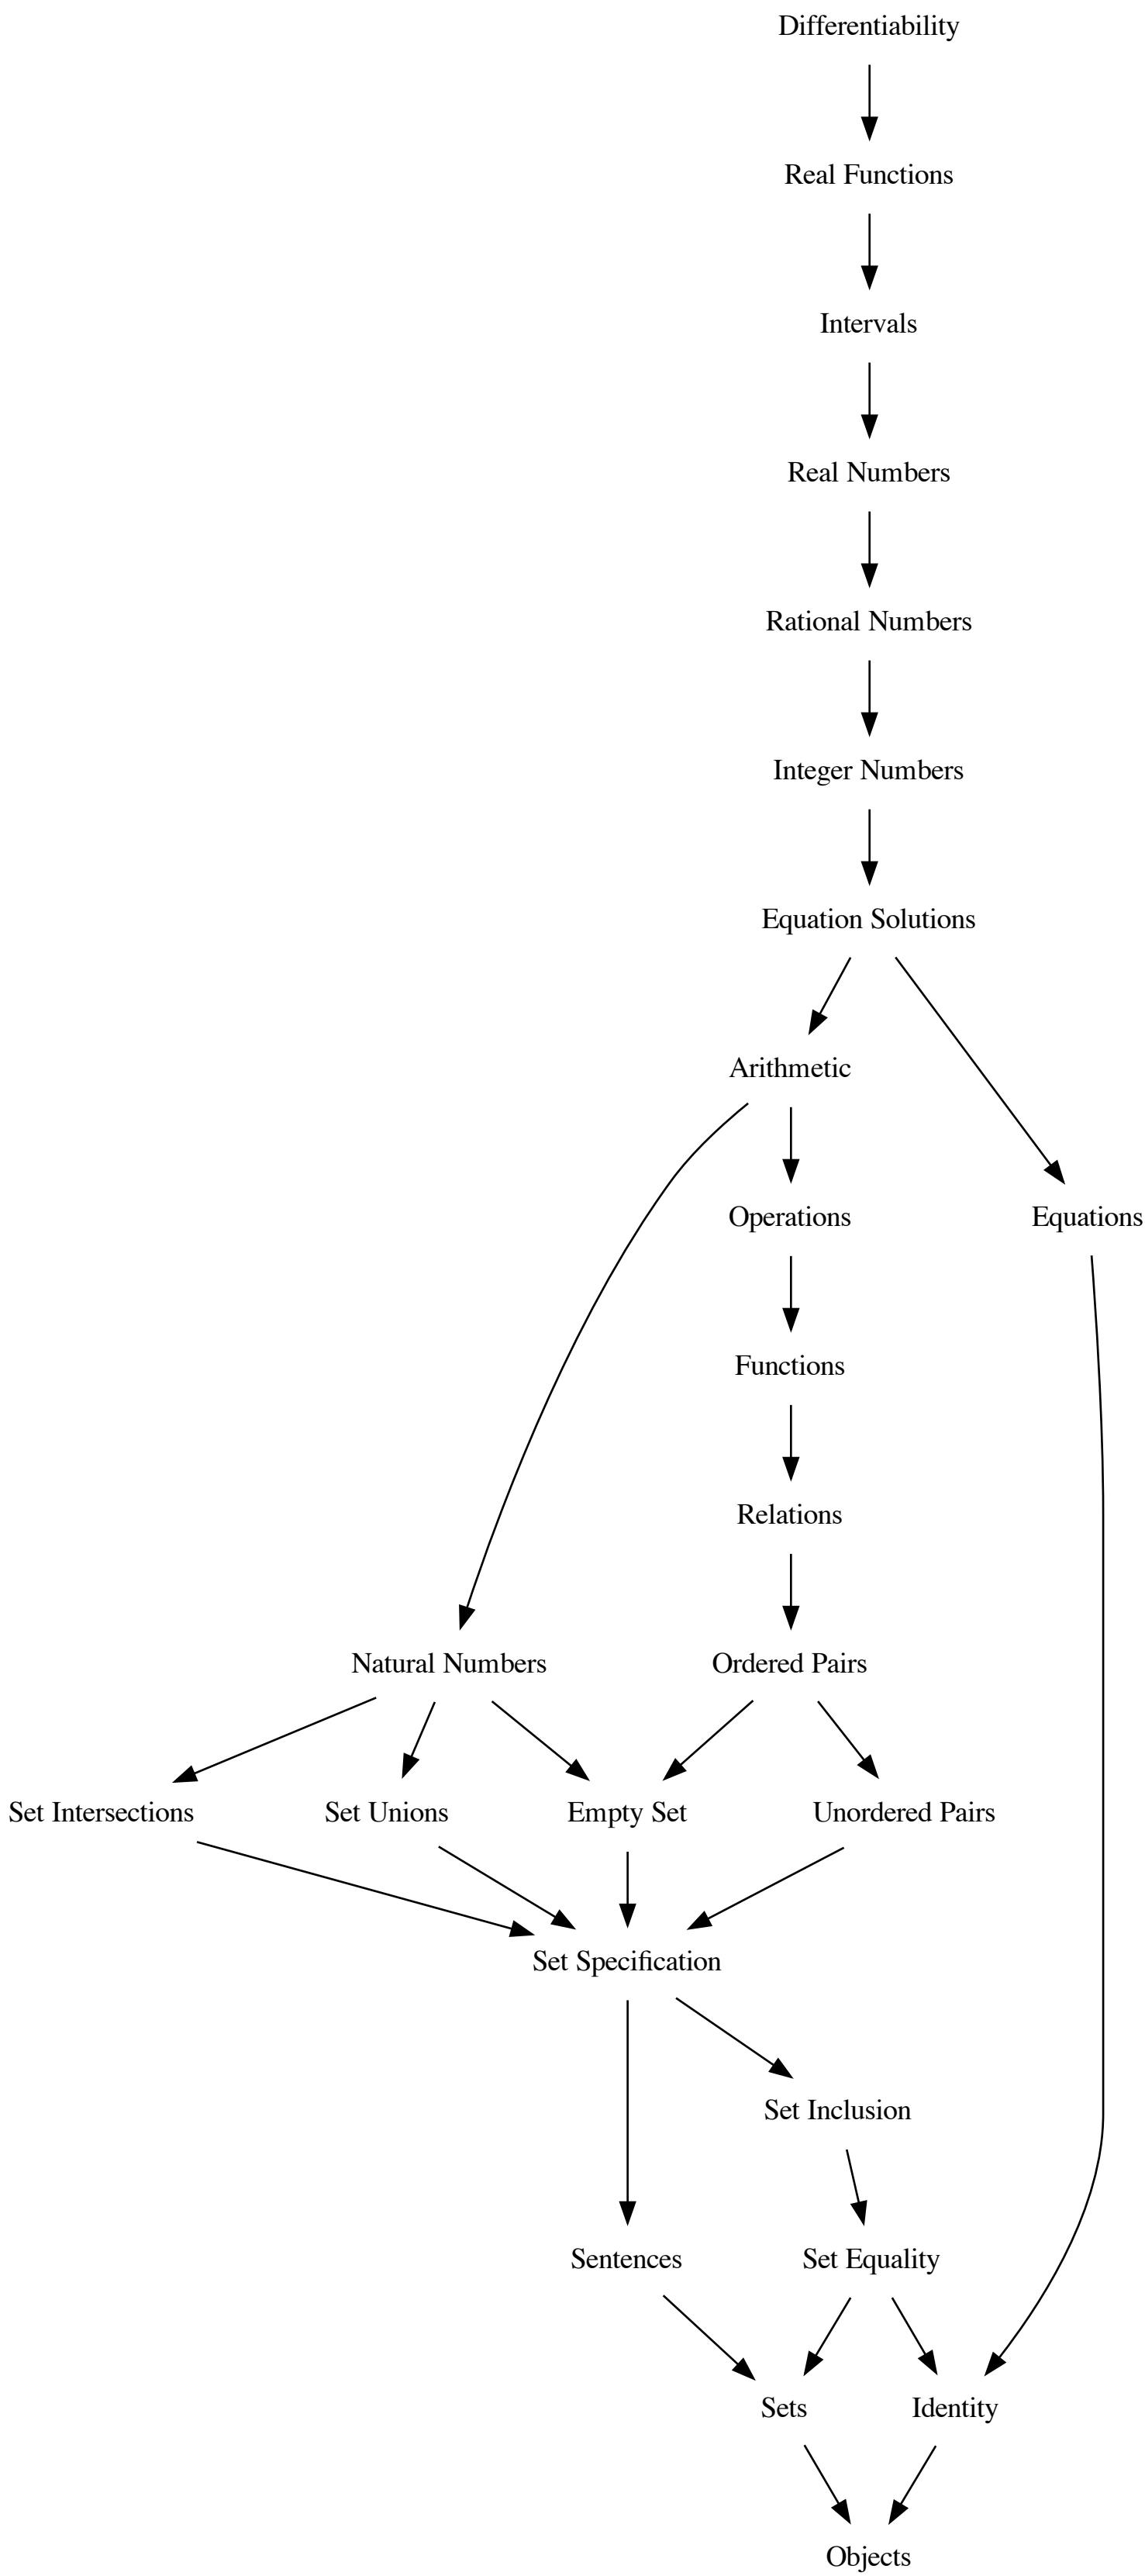 Differentiability
Real Functions
Intervals
Real Numbers
Rational Numbers
Integer Numbers
Equation Solutions
Arithmetic
Operations
Equations
Functions
Relations
Natural Numbers
Ordered Pairs
Set Intersections
Set Unions
Empty Set
Unordered Pairs
Set Specification
Set Inclusion
Sentences
Set Equality
Sets
Identity
Objects